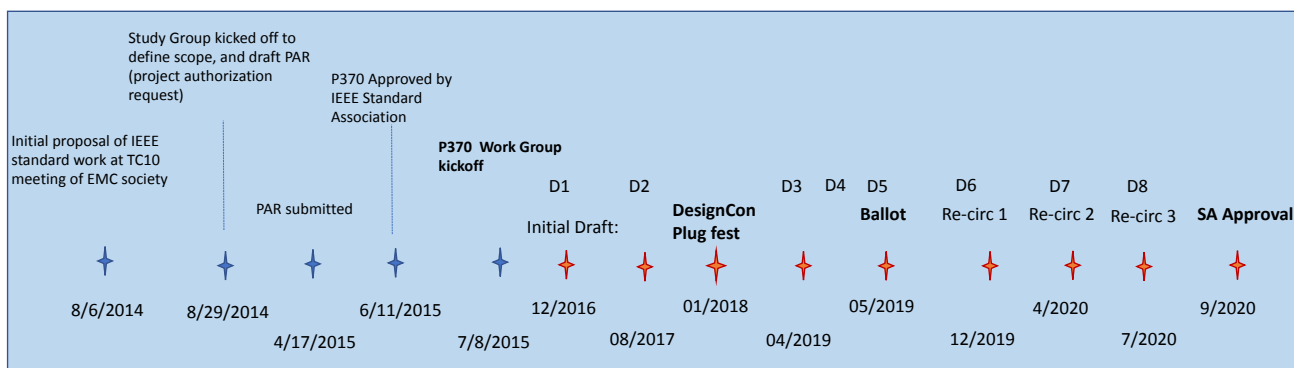 Study Group kicked off to
define scope, and draft PAR
(project authorization
request)
P370 Approved by
IEEE Standard
Association
Initial proposal of IEEE
standard work at TC10
meeting of EMC society
P370 Work Group
kickoff
PAR submitted
D1
D2
D3
D4
D5
D6
D7
D8
Initial Draft:
DesignCon
Plug fest
Ballot
Re-circ 1
Re-circ 2
Re-circ 3
SA Approval
8/6/2014
8/29/2014
4/17/2015
6/11/2015
7/8/2015
12/2016
08/2017
01/2018
04/2019
05/2019
12/2019
4/2020
7/2020
9/2020